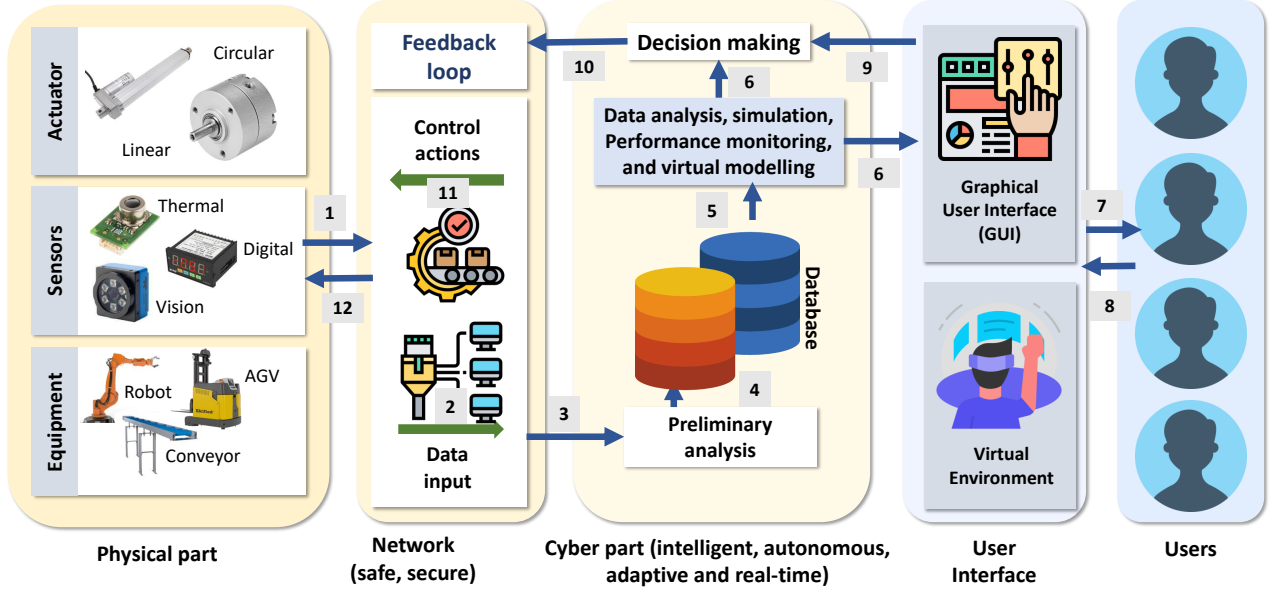 Actuator
Circular
Linear
Sensors
Thermal
Digital
Vision
Equipment
Robot
AGV
Conveyor
Physical part
1
12
Feedback
loop
Control
actions
11
2
Data
input
Network
(safe, secure)
10
3
Decision making
6
Data analysis, simulation,
Performance monitoring,
and virtual modelling
5
Database
4
Preliminary
analysis
Cyber part (intelligent, autonomous,
adaptive and real-time)
9
6
Graphical
User Interface
(GUI)
Virtual
Environment
User
Interface
7
8
Users